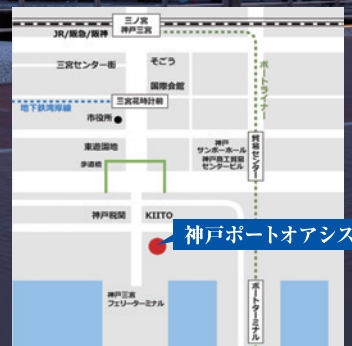 三ノ宮
神戸三宮
JR/阪急/阪神
三宮センター街
そごう
国際会館
ポートライナー
三宮花時計前
地下鉄湾岸線
市役所
神戸
サンボーホール
神戸商工貿易
センタービル
貿易センター
東遊園地
歩道橋
神戸税関
KIITO
神戸ポートオアシス
神戸三宮
フェリーターミナル
ポートターミナル